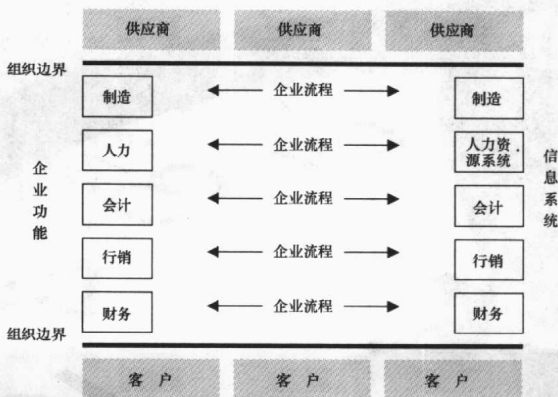 供应商 供应商 供应商
组织边界
制造 企业流程 制造
人力 企业流程 人力资
源系统
企业功能
信息系统
会计 企业流程 会计
行销 企业流程 行销
财务 企业流程 财务
组织边界
客 户 客 户 客 户